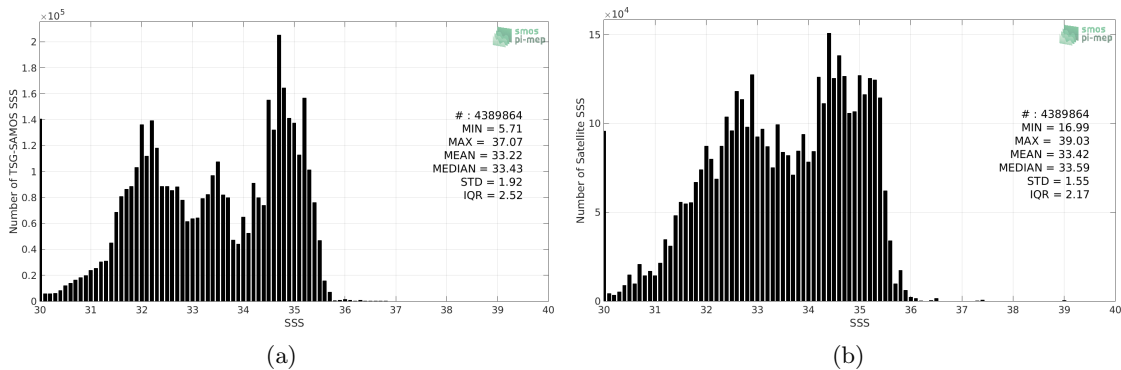 ×10⁵
2
1.8
1.6
1.4
1.2
1
0.8
0.6
0.4
0.2
0
Number of TSG-SAMOS SSS
30 31 32 33 34 35 36 37 38 39 40
SSS
smos
pi-mep
# : 4389864
MIN = 5.71
MAX = 37.07
MEAN = 33.22
MEDIAN = 33.43
STD = 1.92
IQR = 2.52
(a)
×10⁴
15
10
5
0
Number of Satellite SSS
30 31 32 33 34 35 36 37 38 39 40
SSS
smos
pi-mep
# : 4389864
MIN = 16.99
MAX = 39.03
MEAN = 33.42
MEDIAN = 33.59
STD = 1.55
IQR = 2.17
(b)